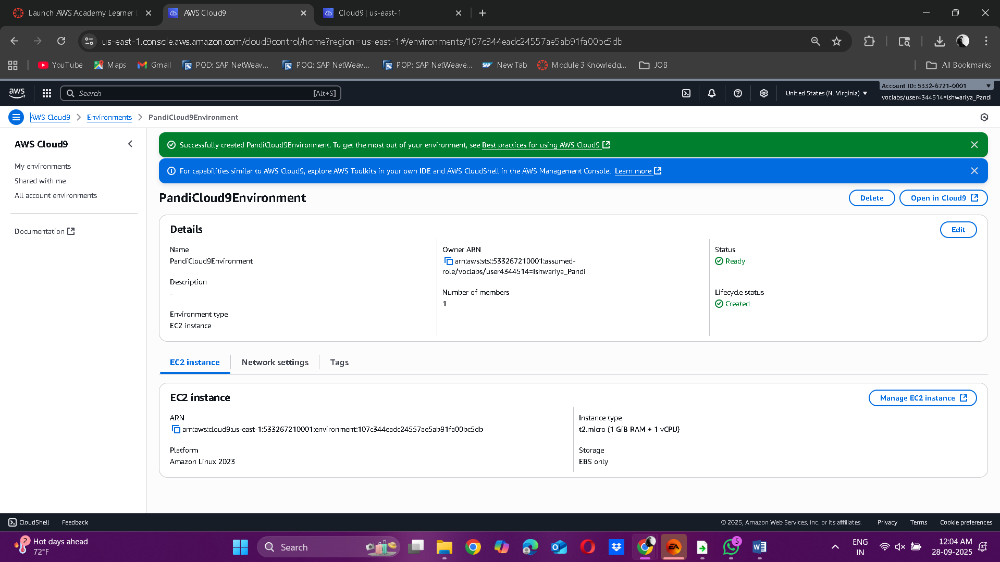 Launch AWS Academy Learner
AWS Cloud9
Cloud9 | us-east-1
us-east-1.console.aws.amazon.com/cloud9control/home?region=us-east-1#/environments/107c344eadc24557ae5ab91fa00bc5db
YouTube
Maps
Gmail
POD: SAP NetWeav...
POQ: SAP NetWeav...
POP: SAP NetWeave...
SAP
New Tab
Module 3 Knowledg...
JOB
All Bookmarks
aws
Search
[Alt+S]
United States (N. Virginia)
Account ID: 5332-6721-0001
voclabs/user4344514=Ishwariya_Pandi
AWS Cloud9
Environments
PandiCloud9Environment
AWS Cloud9
My environments
Shared with me
All account environments
Documentation
Successfully created PandiCloud9Environment. To get the most out of your environment, see Best practices for using AWS Cloud9
For capabilities similar to AWS Cloud9, explore AWS Toolkits in your own IDE and AWS CloudShell in the AWS Management Console. Learn more
PandiCloud9Environment
Delete
Open in Cloud9
Details
Edit
Name
PandiCloud9Environment
Description
-
Environment type
EC2 instance
Owner ARN
arn:aws:sts::533267210001:assumed-
role/voclabs/user4344514=Ishwariya_Pandi
Number of members
1
Status
Ready
Lifecycle status
Created
EC2 instance
Network settings
Tags
EC2 instance
Manage EC2 instance
ARN
arn:aws:cloud9:us-east-1:533267210001:environment:107c344eadc24557ae5ab91fa00bc5db
Platform
Amazon Linux 2023
Instance type
t2.micro (1 GiB RAM + 1 vCPU)
Storage
EBS only
CloudShell
Feedback
© 2025, Amazon Web Services, Inc. or its affiliates.
Privacy
Terms
Cookie preferences
2
Hot days ahead
72°F
Search
EA
5
ENG
IN
12:04 AM
28-09-2025